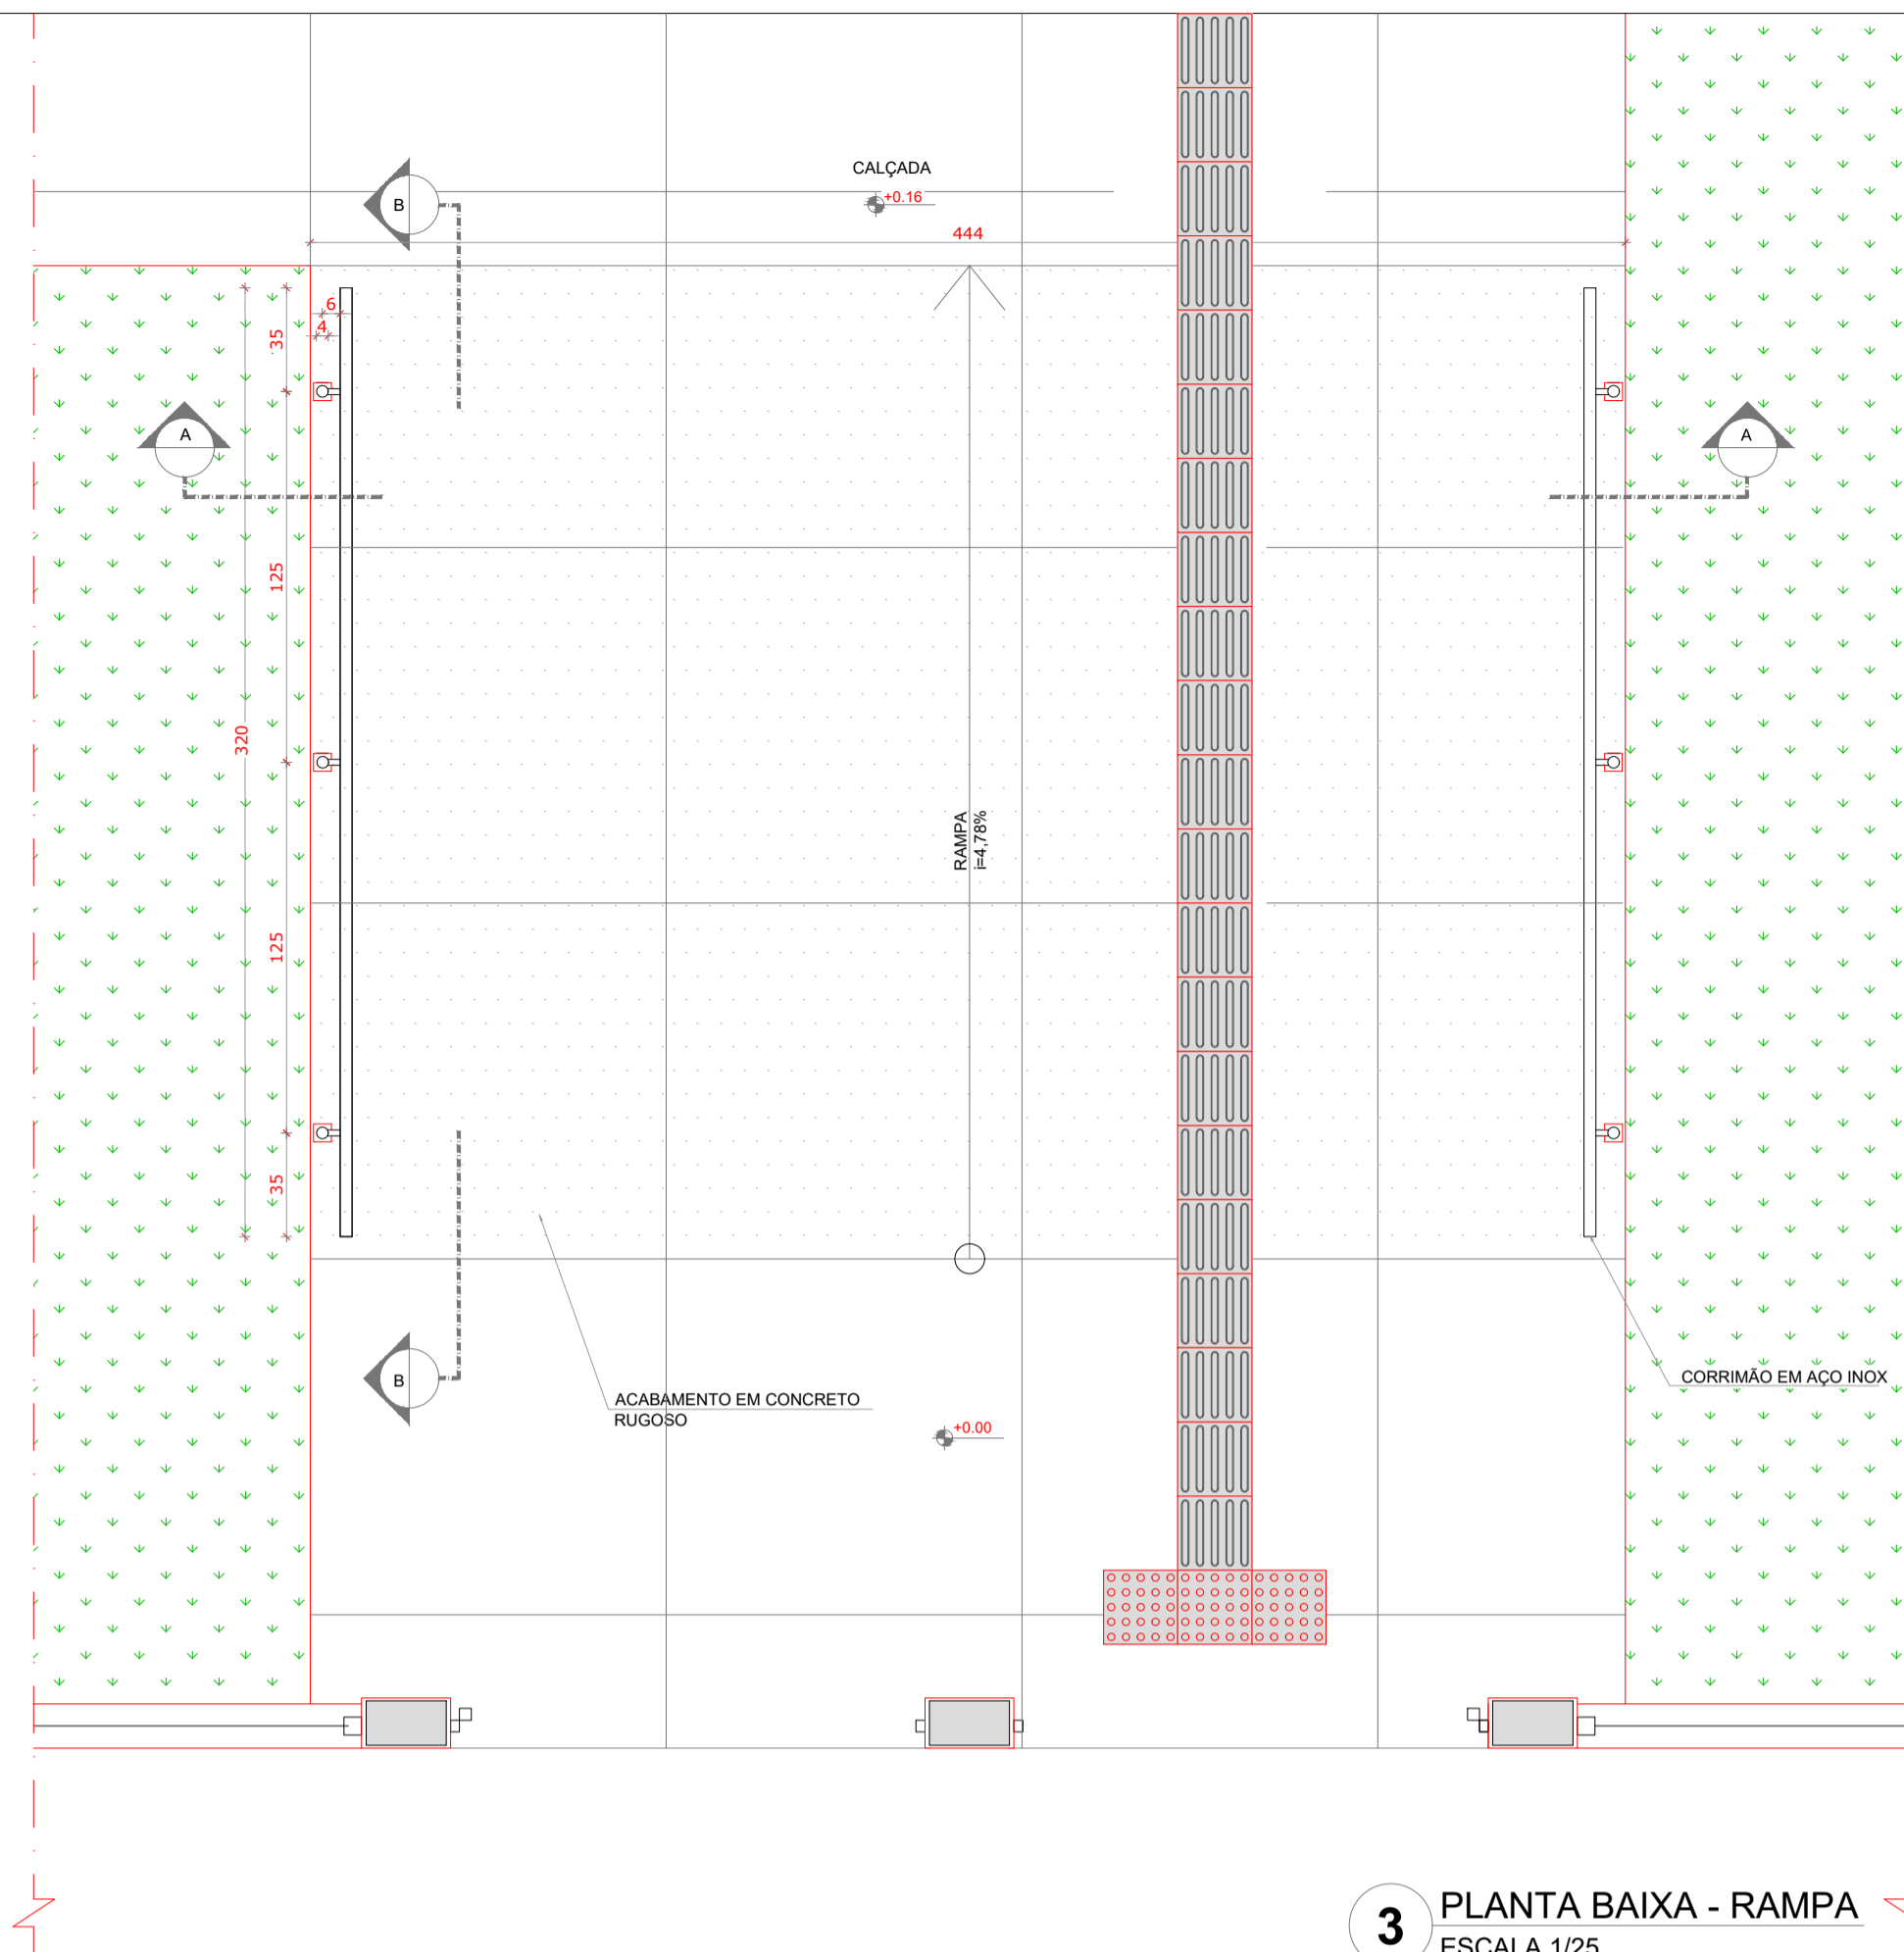 CALÇADA
+0.16
B
444
6
4
35
A
A
125
320
RAMPA
i=4,78%
125
35
B
ACABAMENTO EM CONCRETO
RUGOSO
+0.00
CORRIMÃO EM AÇO INOX
3
PLANTA BAIXA - RAMPA
ESCALA 1/25